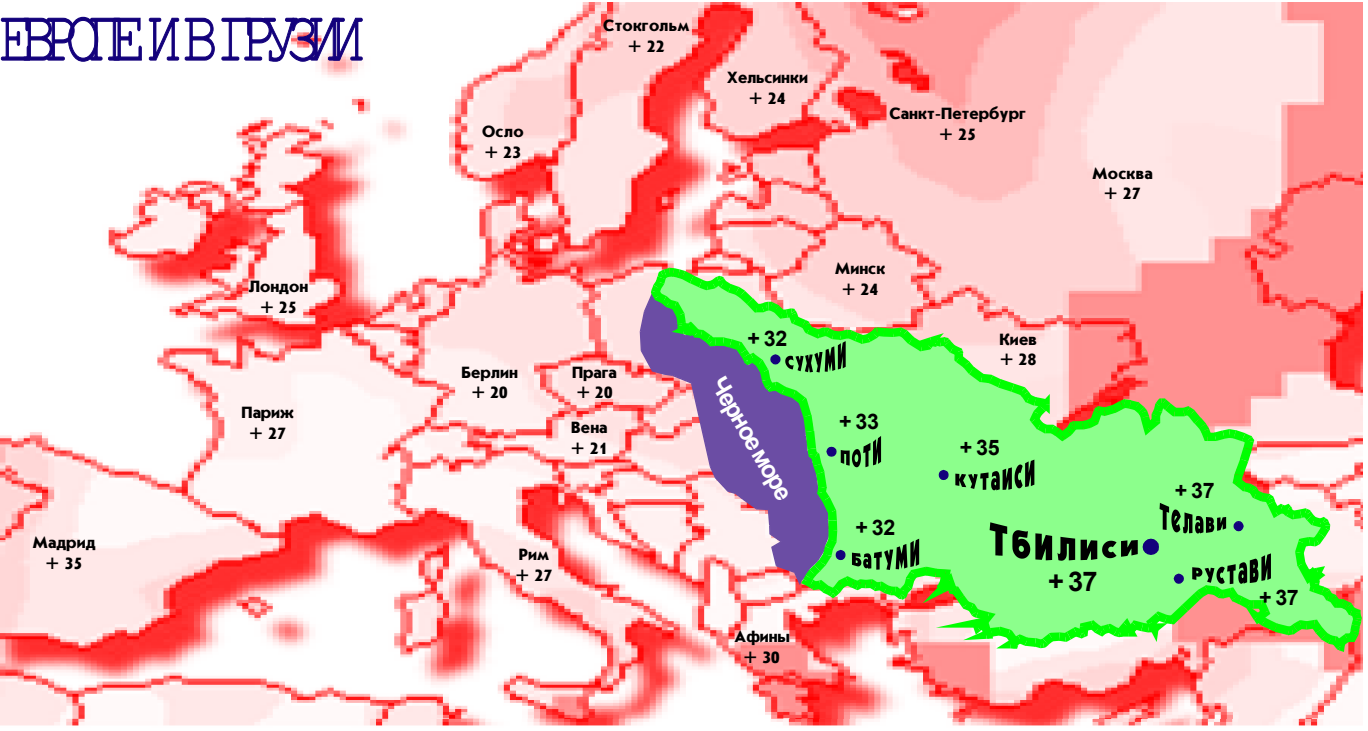 ЕВРОПЕ И В ГРУЗИИ
Стокгольм
+ 22
Хельсинки
+ 24
Санкт-Петербург
+ 25
Осло
+ 23
Москва
+ 27
Минск
+ 24
Лондон
+ 25
+ 32
сухуми
Киев
+ 28
Берлин
+ 20
Прага
+ 20
Париж
+ 27
Вена
+ 21
Черное море
+ 33
поти
+ 35
кутаиси
+ 37
Телави
Мадрид
+ 35
Рим
+ 27
+ 32
батуми
Тбилиси
+ 37
рустави
+ 37
Афины
+ 30